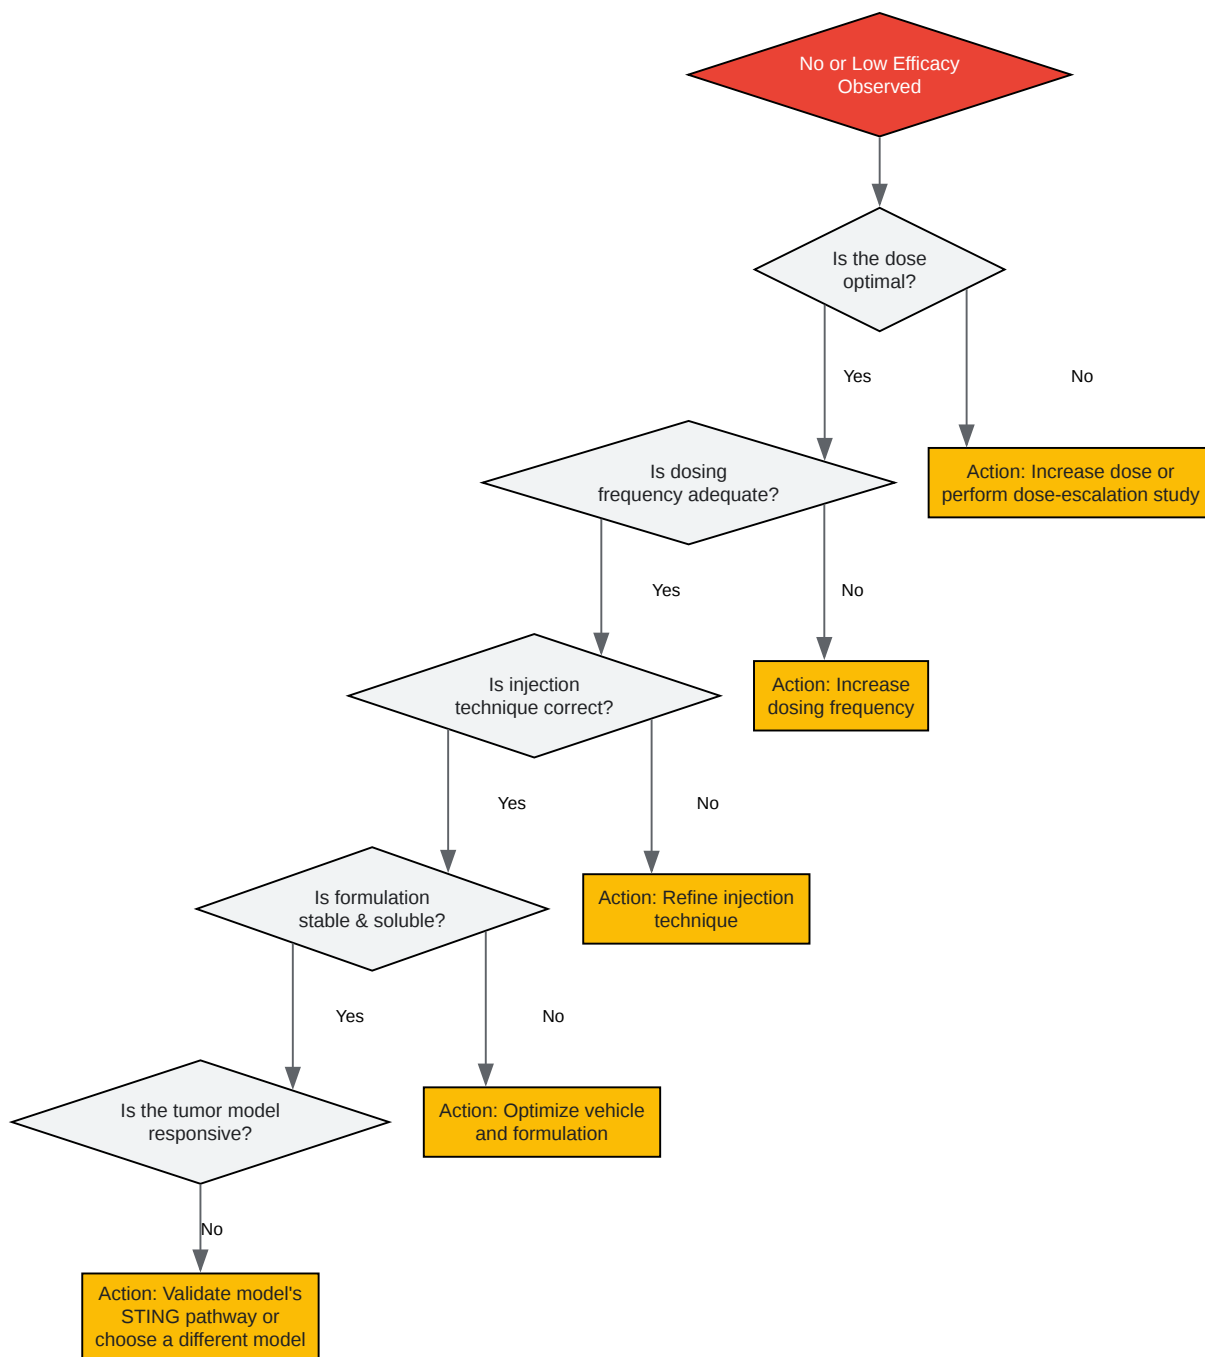 No or Low Efficacy
Observed
Is the dose
optimal?
Yes
No
Is dosing
frequency adequate?
Action: Increase dose or
perform dose-escalation study
Yes
No
Is injection
technique correct?
Action: Increase
dosing frequency
Yes
No
Is formulation
stable & soluble?
Action: Refine injection
technique
Yes
No
Is the tumor model
responsive?
Action: Optimize vehicle
and formulation
No
Action: Validate model's
STING pathway or
choose a different model